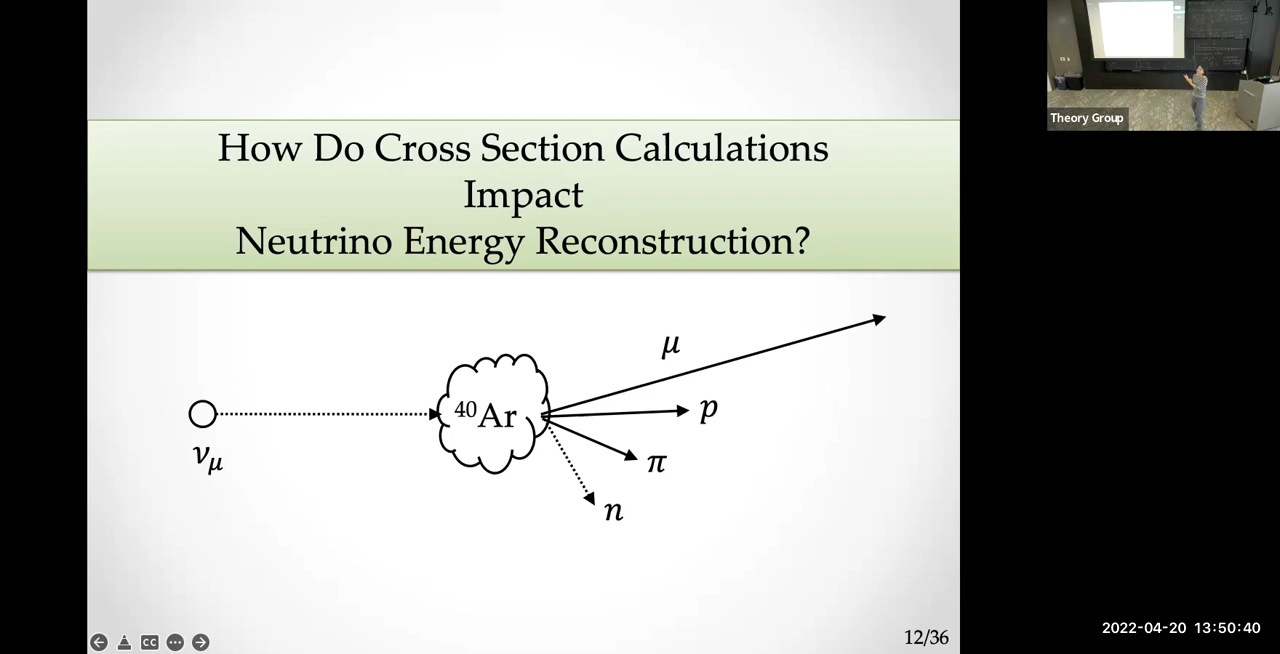 How Do Cross Section Calculations
Impact
Neutrino Energy Reconstruction?
μ
⁴⁰Ar
p
ν_μ
π
n
12/36
CC
Theory Group
2022-04-20 13:50:40